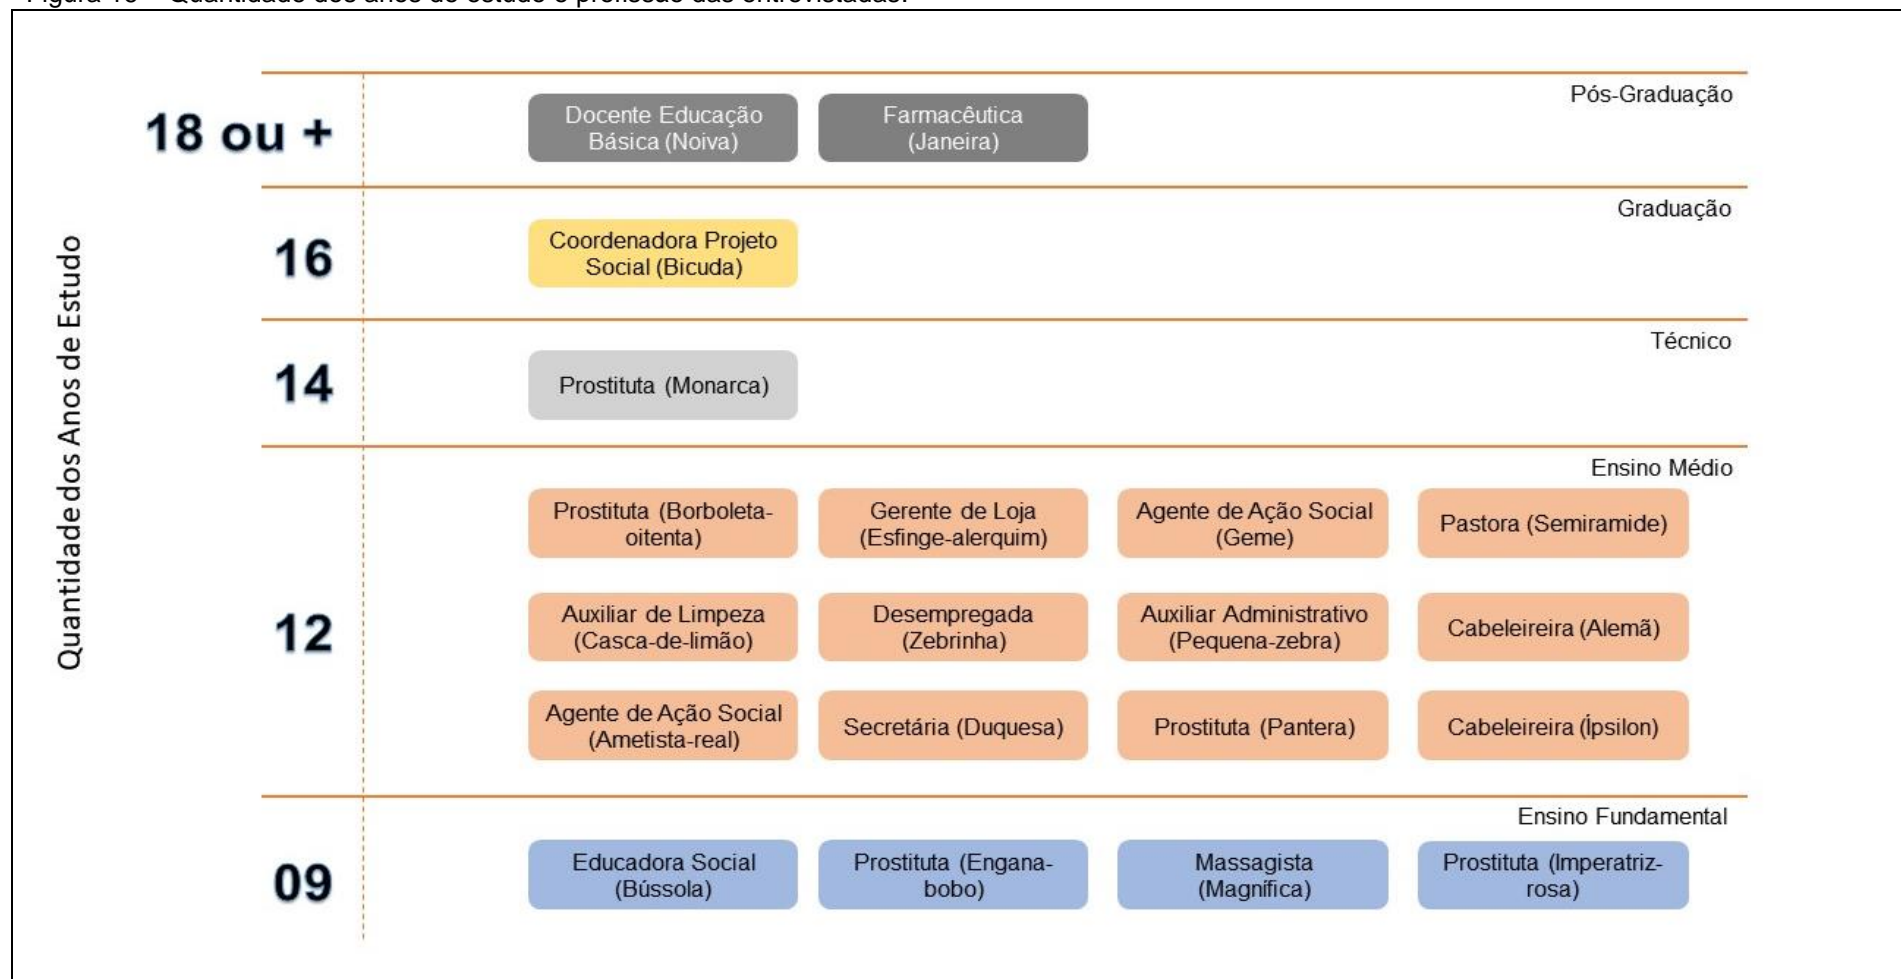 Quantidade dos Anos de Estudo
18 ou +
Pós-Graduação
Docente Educação
Básica (Noiva)
Farmacêutica
(Janeira)
16
Graduação
Coordenadora Projeto
Social (Bicuda)
14
Técnico
Prostituta (Monarca)
12
Ensino Médio
Prostituta (Borboleta-
oitenta)
Gerente de Loja
(Esfinge-alerquim)
Agente de Ação Social
(Geme)
Pastora (Semiramide)
Auxiliar de Limpeza
(Casca-de-limão)
Desempregada
(Zebrinha)
Auxiliar Administrativo
(Pequena-zebra)
Cabeleireira (Alemã)
Agente de Ação Social
(Ametista-real)
Secretária (Duquesa)
Prostituta (Pantera)
Cabeleireira (Ípsilon)
09
Ensino Fundamental
Educadora Social
(Bússola)
Prostituta (Engana-
bobo)
Massagista
(Magnífica)
Prostituta (Imperatriz-
rosa)